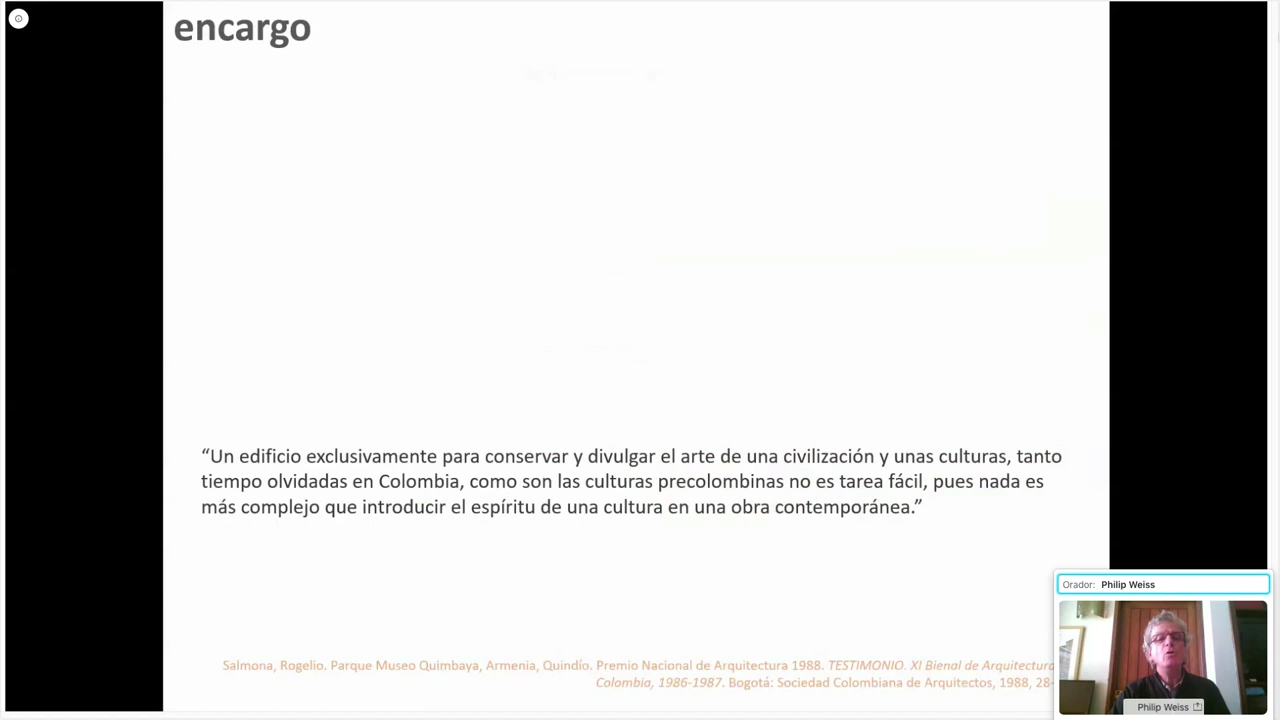 encargo
“Un edificio exclusivamente para conservar y divulgar el arte de una civilización y unas culturas, tanto
tiempo olvidadas en Colombia, como son las culturas precolombinas no es tarea fácil, pues nada es
más complejo que introducir el espíritu de una cultura en una obra contemporánea.”
Salmona, Rogelio. Parque Museo Quimbaya, Armenia, Quindío. Premio Nacional de Arquitectura 1988. TESTIMONIO. XI Bienal de Arquitectura
Colombia, 1986-1987. Bogotá: Sociedad Colombiana de Arquitectos, 1988, 28-
Orador: Philip Weiss
Philip Weiss